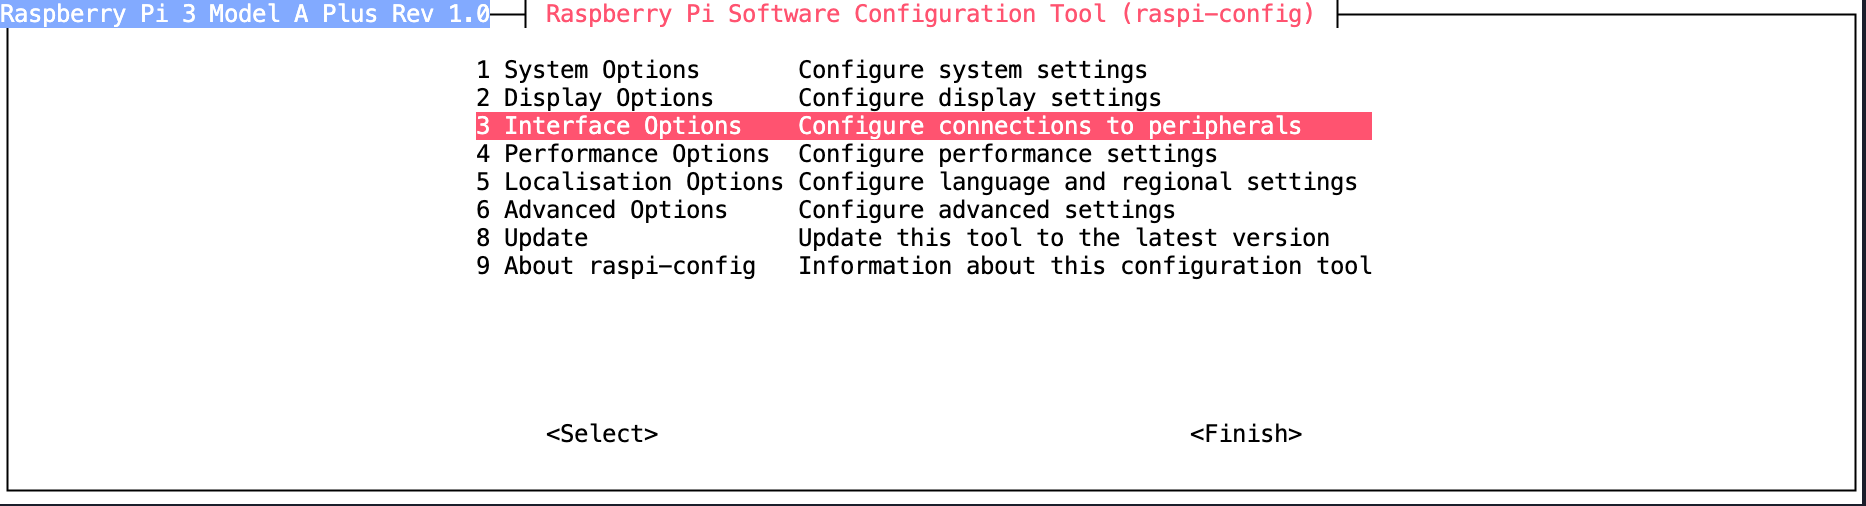 Raspberry Pi 3 Model A Plus Rev 1.0 Raspberry Pi Software Configuration Tool (raspi-config)
1 System Options Configure system settings
2 Display Options Configure display settings
3 Interface Options Configure connections to peripherals
4 Performance Options Configure performance settings
5 Localisation Options Configure language and regional settings
6 Advanced Options Configure advanced settings
8 Update Update this tool to the latest version
9 About raspi-config Information about this configuration tool
<Select> <Finish>